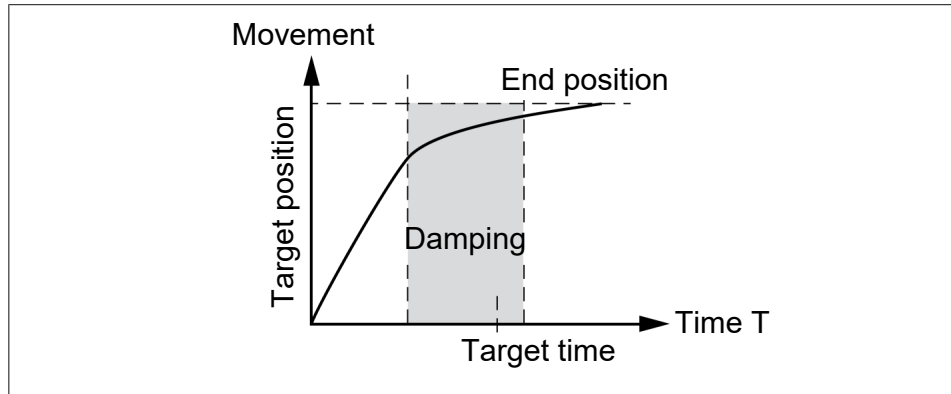 Movement
End position
Target position
Damping
Time T
Target time